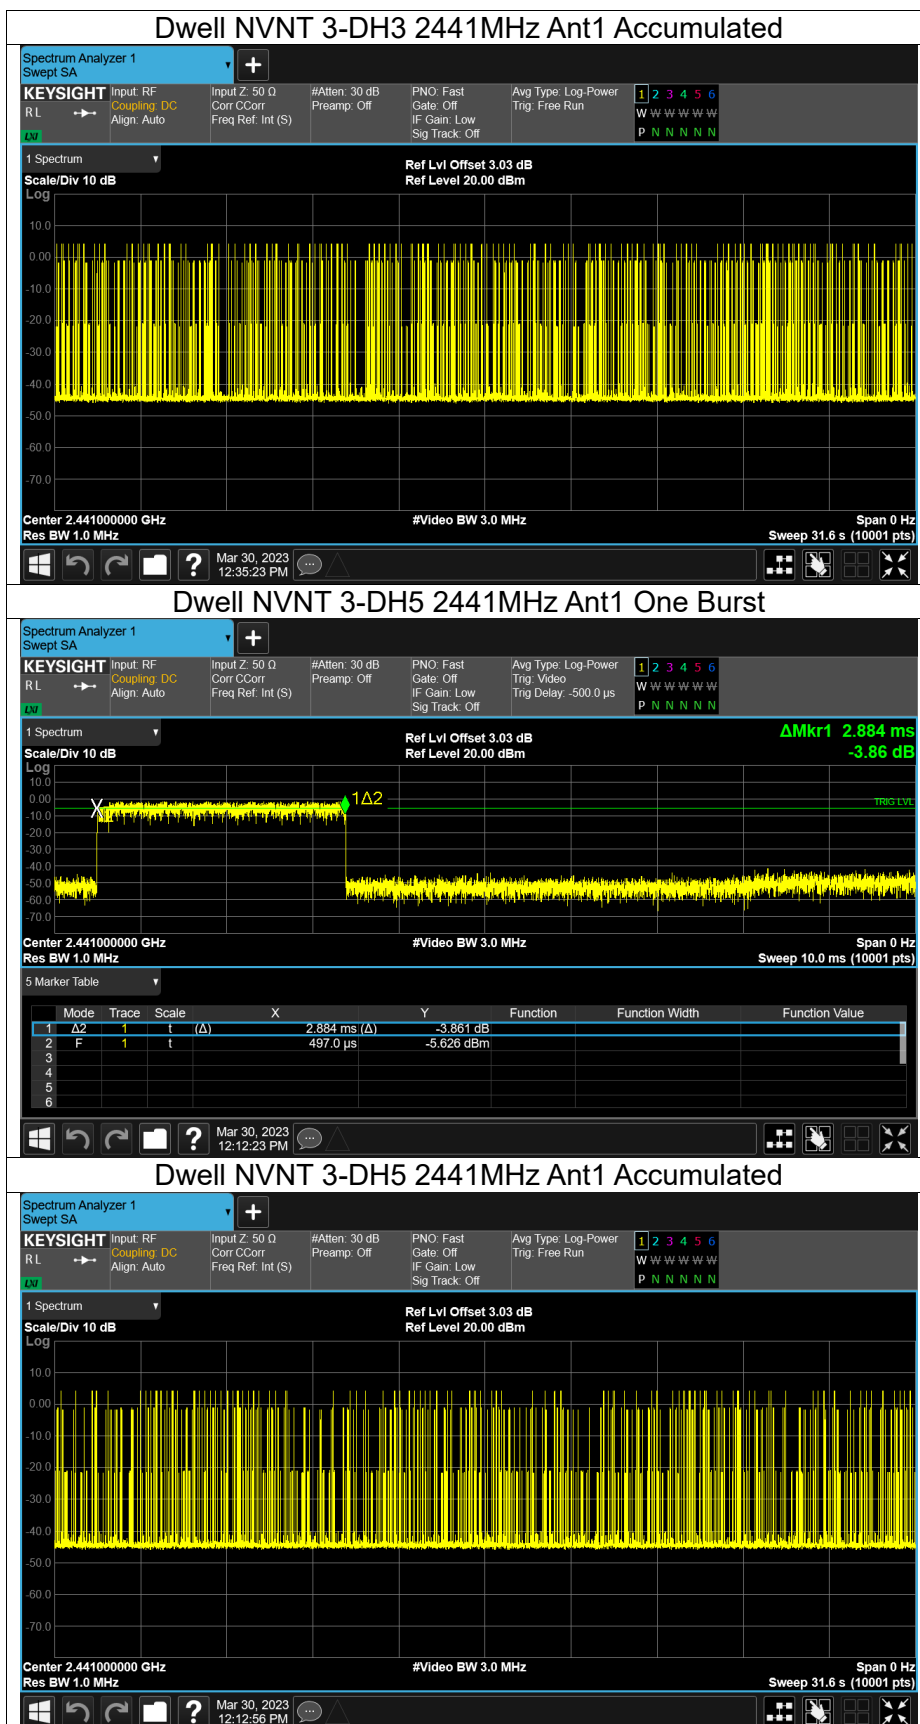 Dwell NVNT 3-DH3 2441MHz Ant1 Accumulated
Spectrum Analyzer 1
Swept SA
KEYSIGHT Input: RF Input Z: 50 Ω #Atten: 30 dB PNO: Fast Avg Type: Log-Power 1 2 3 4 5 6
R L Coupling: DC Corr CCorr Preamp: Off Gate: Off Trig: Free Run W W W W W W
Align: Auto Freq Ref: Int (S) IF Gain: Low
LXI Sig Track: Off P N N N N N
1 Spectrum
Ref Lvl Offset 3.03 dB
Scale/Div 10 dB Ref Level 20.00 dBm
Log
10.0
0.00
-10.0
-20.0
-30.0
-40.0
-50.0
-60.0
-70.0
Center 2.441000000 GHz #Video BW 3.0 MHz Span 0 Hz
Res BW 1.0 MHz Sweep 31.6 s (10001 pts)
Mar 30, 2023
12:35:23 PM
Dwell NVNT 3-DH5 2441MHz Ant1 One Burst
Spectrum Analyzer 1
Swept SA
KEYSIGHT Input: RF Input Z: 50 Ω #Atten: 30 dB PNO: Fast Avg Type: Log-Power 1 2 3 4 5 6
R L Coupling: DC Corr CCorr Preamp: Off Gate: Off Trig: Video W W W W W W
Align: Auto Freq Ref: Int (S) IF Gain: Low Trig Delay: -500.0 µs
LXI Sig Track: Off P N N N N N
1 Spectrum
Ref Lvl Offset 3.03 dB ΔMkr1 2.884 ms
Scale/Div 10 dB Ref Level 20.00 dBm -3.86 dB
Log
10.0
0.00
-10.0
-20.0
-30.0
-40.0
-50.0
-60.0
-70.0
1Δ2
TRIG LVL
Center 2.441000000 GHz #Video BW 3.0 MHz Span 0 Hz
Res BW 1.0 MHz Sweep 10.0 ms (10001 pts)
5 Marker Table
Mode Trace Scale X Y Function Function Width Function Value
1 Δ2 1 t (Δ) 2.884 ms (Δ) -3.861 dB
2 F 1 t 497.0 µs -5.626 dBm
3
4
5
6
Mar 30, 2023
12:12:23 PM
Dwell NVNT 3-DH5 2441MHz Ant1 Accumulated
Spectrum Analyzer 1
Swept SA
KEYSIGHT Input: RF Input Z: 50 Ω #Atten: 30 dB PNO: Fast Avg Type: Log-Power 1 2 3 4 5 6
R L Coupling: DC Corr CCorr Preamp: Off Gate: Off Trig: Free Run W W W W W W
Align: Auto Freq Ref: Int (S) IF Gain: Low
LXI Sig Track: Off P N N N N N
1 Spectrum
Ref Lvl Offset 3.03 dB
Scale/Div 10 dB Ref Level 20.00 dBm
Log
10.0
0.00
-10.0
-20.0
-30.0
-40.0
-50.0
-60.0
-70.0
Center 2.441000000 GHz #Video BW 3.0 MHz Span 0 Hz
Res BW 1.0 MHz Sweep 31.6 s (10001 pts)
Mar 30, 2023
12:12:56 PM